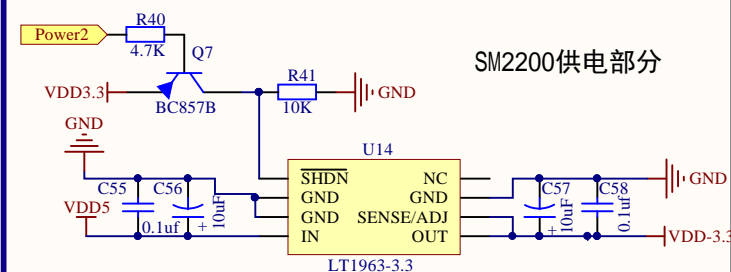 R40
Power2
4.7K
Q7
SM2200供电部分
R41
VDD3.3
GND
BC857B
10K
GND
U14
SHDN
NC
C55
C56
GND
GND
C57
C58
GND
VDD5
GND
SENSE/ADJ
0.1uf
+
10uF
IN
OUT
+
10uF
0.1uf
VDD-3.3
LT1963-3.3